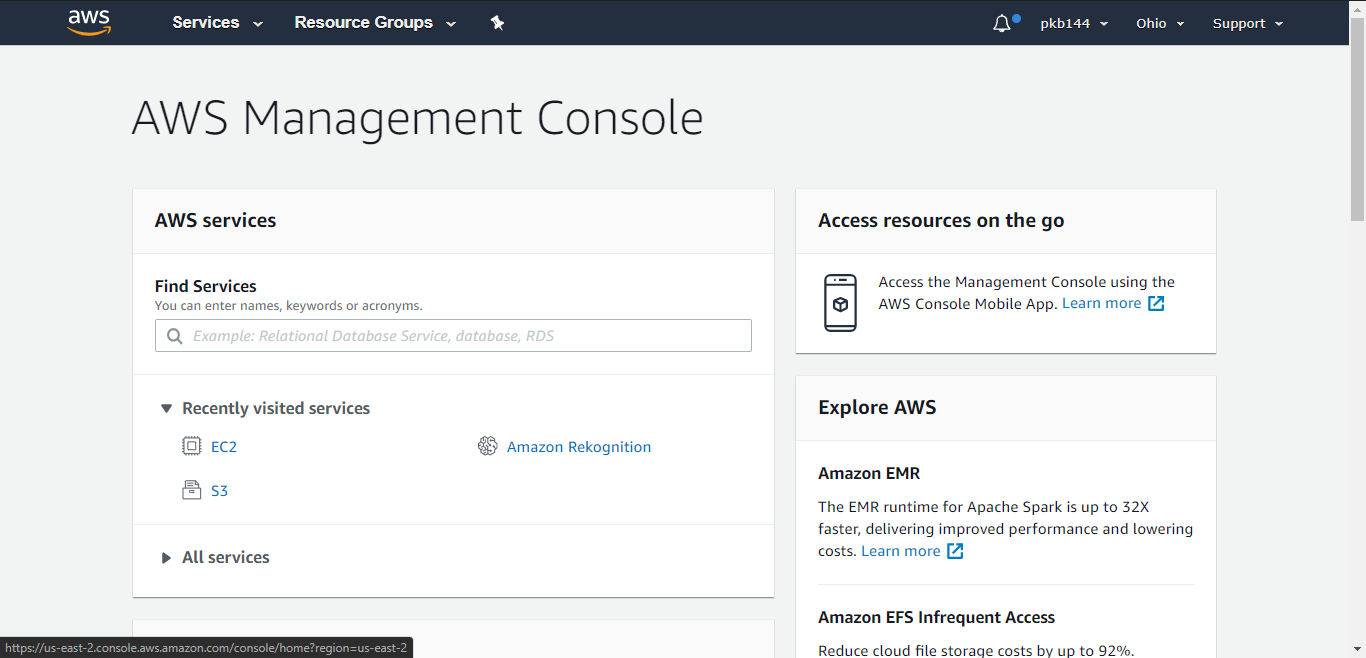 aws Services Resource Groups pkb144 Ohio Support
AWS Management Console
AWS services
Find Services
You can enter names, keywords or acronyms.
Example: Relational Database Service, database, RDS
Recently visited services
EC2 Amazon Rekognition
S3
All services
Access resources on the go
Access the Management Console using the
AWS Console Mobile App. Learn more
Explore AWS
Amazon EMR
The EMR runtime for Apache Spark is up to 32X
faster, delivering improved performance and lowering
costs. Learn more
Amazon EFS Infrequent Access
Reduce cloud file storage costs by up to 92%.
https://us-east-2.console.aws.amazon.com/console/home?region=us-east-2